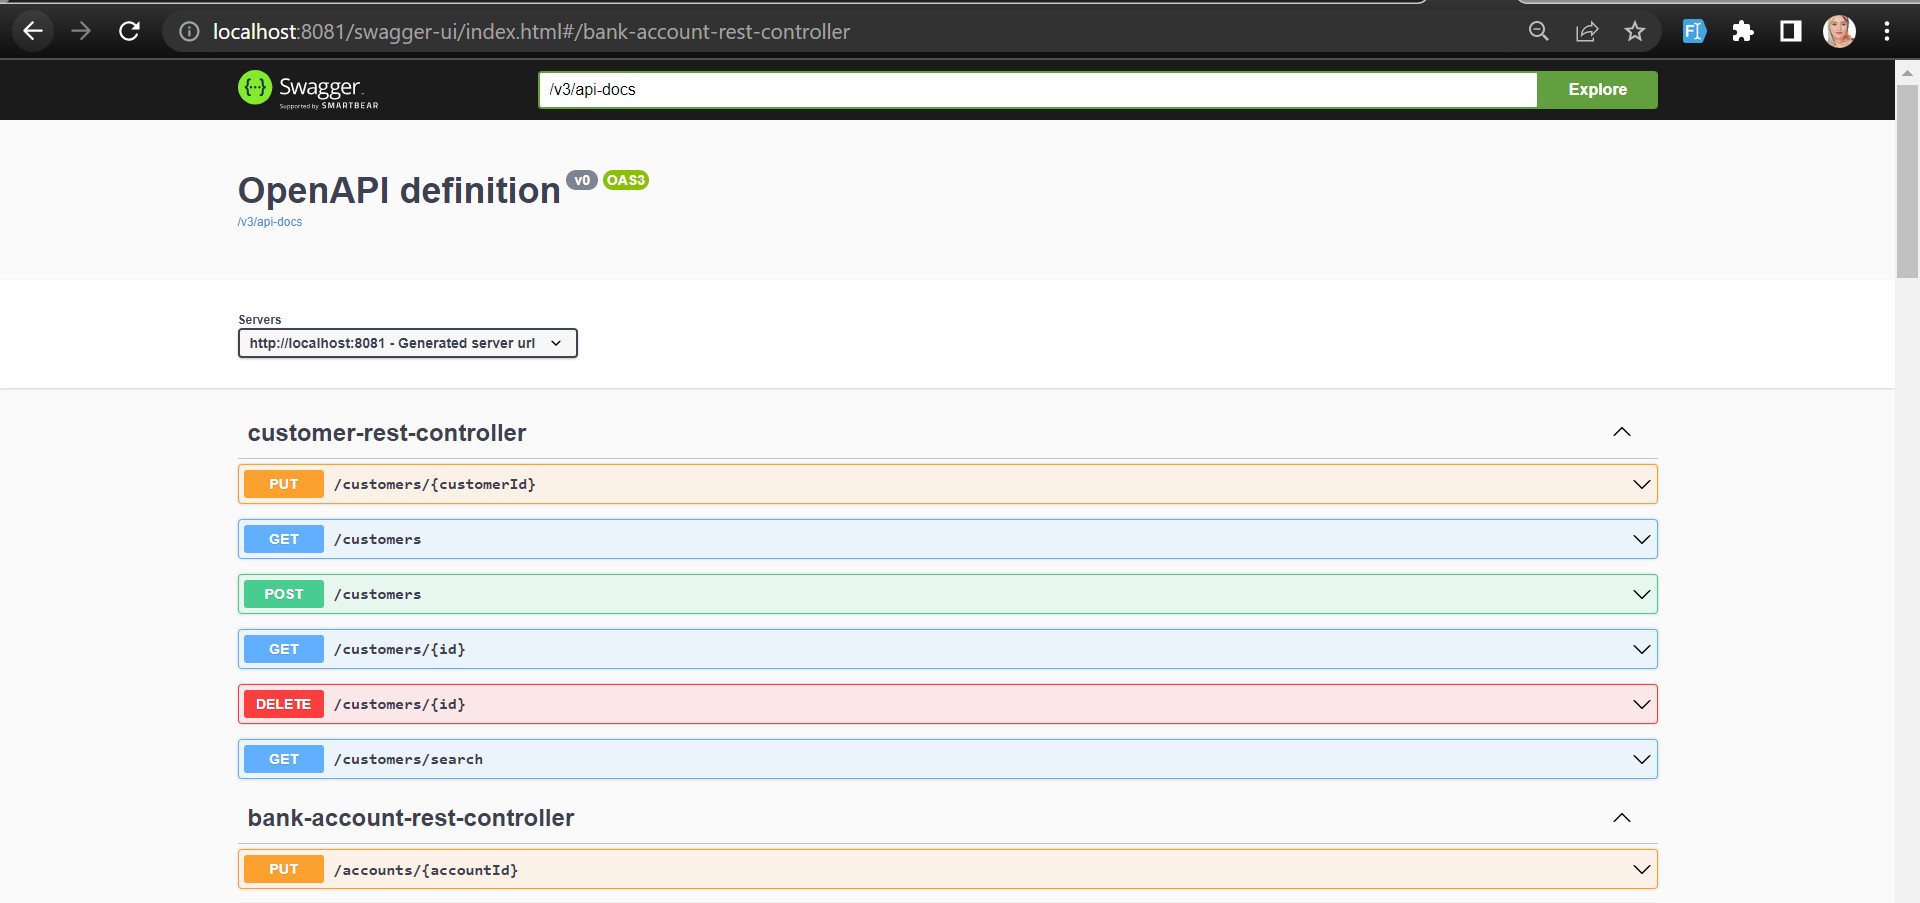 localhost:8081/swagger-ui/index.html#/bank-account-rest-controller
Swagger.
Supported by SMARTBEAR
/v3/api-docs
Explore
OpenAPI definition v0 OAS3
/v3/api-docs
Servers
http://localhost:8081 - Generated server url
customer-rest-controller
PUT /customers/{customerId}
GET /customers
POST /customers
GET /customers/{id}
DELETE /customers/{id}
GET /customers/search
bank-account-rest-controller
PUT /accounts/{accountId}